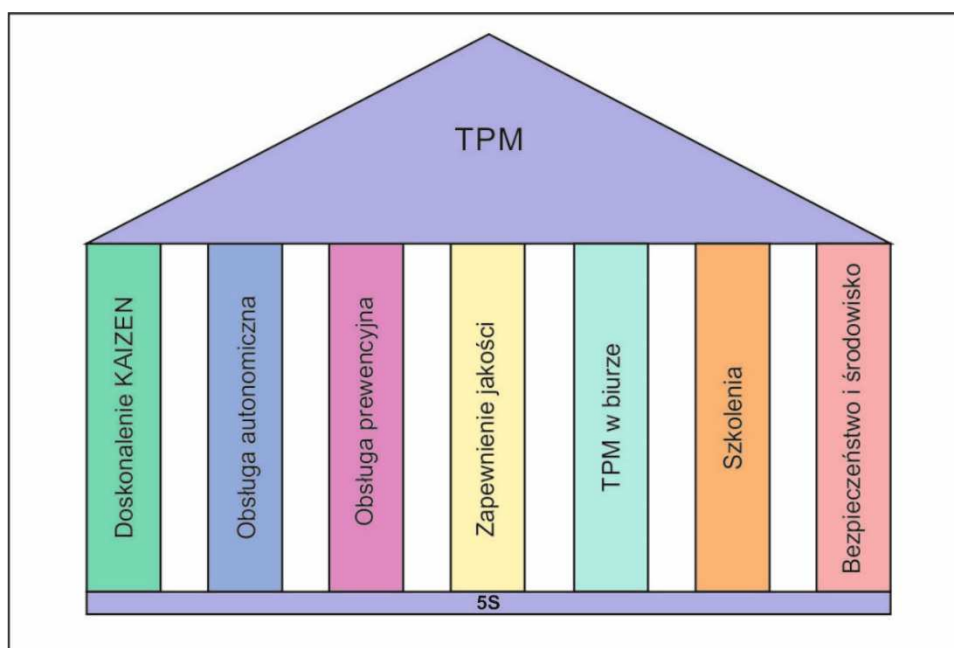 TPM
Doskonalenie KAIZEN
Obsługa autonomiczna
Obsługa prewencyjna
Zapewnienie jakości
TPM w biurze
Szkolenia
Bezpieczeństwo i środowisko
5S